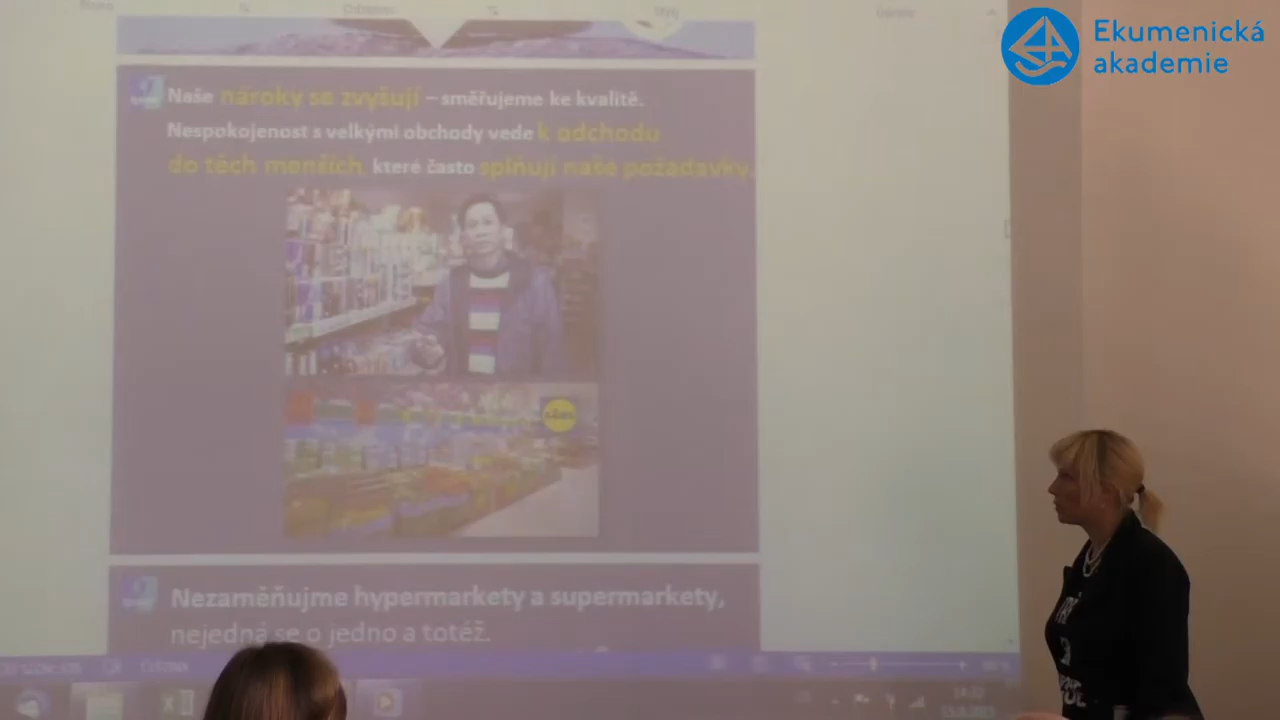 Ekumenická
akademie
Naše nároky se zvyšují – směřujeme ke kvalitě.
Nespokojenost s velkými obchody vede k odchodu
do těch menších, které často splňují naše požadavky.
Nezaměňujme hypermarkety a supermarkety,
nejedná se o jedno a totéž.
ČEŠTINA